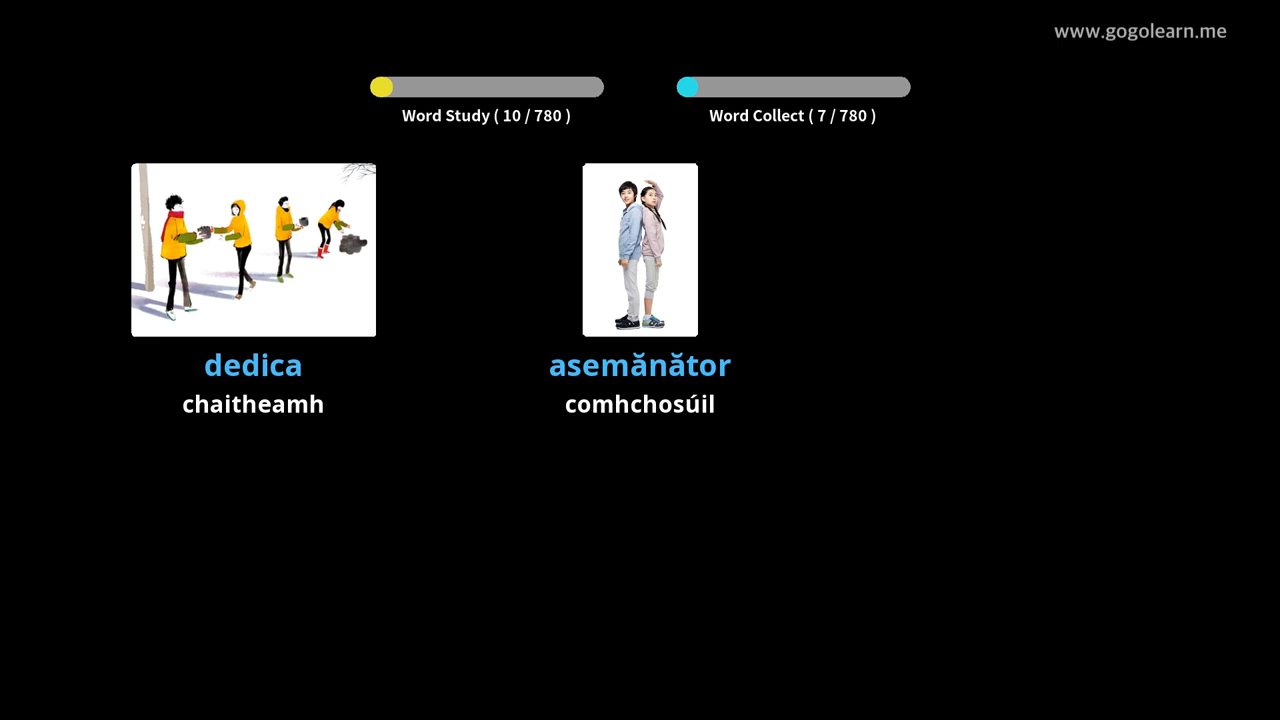 www.gogolearn.me
Word Study ( 10 / 780 )
Word Collect ( 7 / 780 )
dedica
chaitheamh
asemănător
comhchosúil